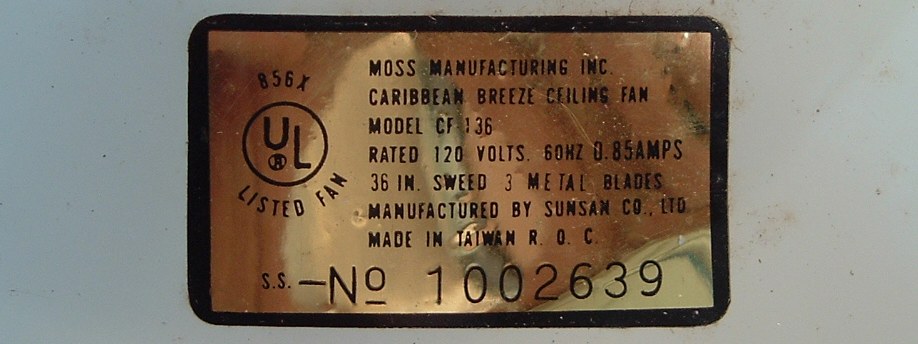 856X
UL
®
LISTED FAN
MOSS MANUFACTURING INC.
CARIBBEAN BREEZE CEILING FAN
MODEL CF-136
RATED 120 VOLTS. 60HZ 0.85AMPS
36 IN. SWEED 3 METAL BLADES
MANUFACTURED BY SUNSAN CO., LTD
MADE IN TAIWAN R. O. C.
S.S. –Nº 1002639